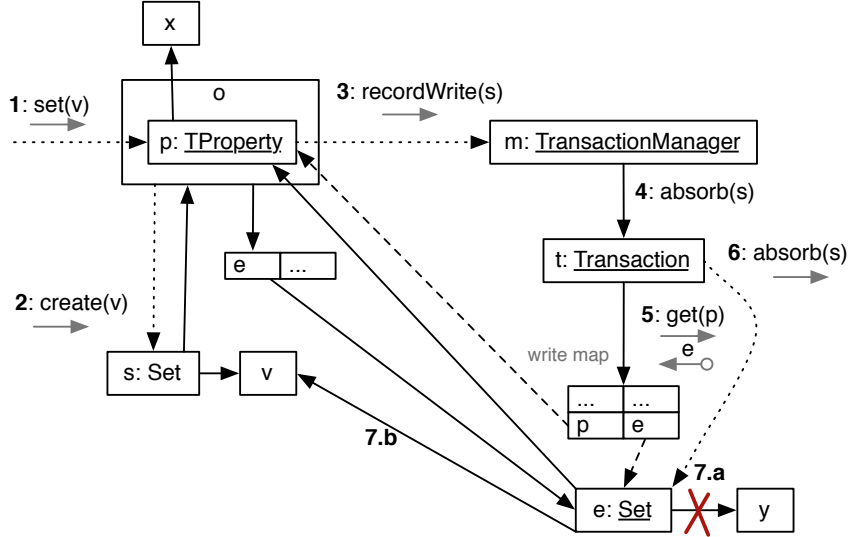 x
o
1: set(v)
3: recordWrite(s)
p: TProperty
m: TransactionManager
4: absorb(s)
e ...
t: Transaction
6: absorb(s)
2: create(v)
5: get(p)
e
write map
s: Set
v
... ...
p e
7.b
7.a
e: Set
y